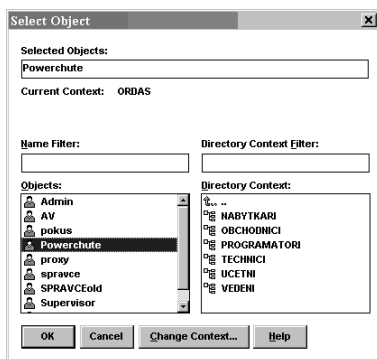 Select Object
Selected Objects:
Powerchute
Current Context: ORDAS
Name Filter:
Directory Context Filter:
Objects:
Admin
AV
pokus
Powerchute
proxy
spravce
SPRAVCEold
Supervisor
Directory Context:
..
NABYTKARI
OBCHODNICI
PROGRAMATORI
TECHNICI
UCETNI
VEDENI
OK Cancel Change Context... Help